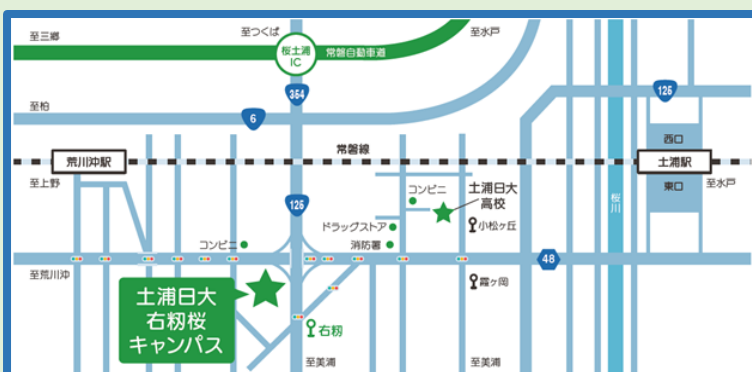 至三郷
至つくば
至水戸
桜土浦
IC
常磐自動車道
354
125
至柏
6
西口
常磐線
荒川沖駅
土浦駅
至上野
コンビニ
土浦日大
高校
東口
至水戸
125
桜川
ドラッグストア
小松ヶ丘
コンビニ
消防署
48
至荒川沖
霞ヶ岡
土浦日大
右籾桜
キャンパス
右籾
至美浦
至美浦